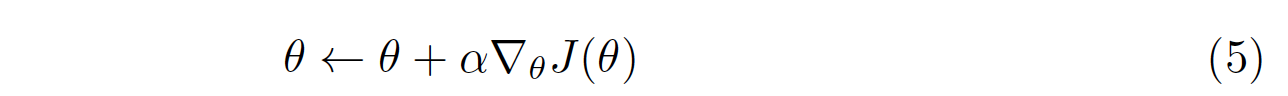 θ ← θ + α∇_θ J(θ) (5)